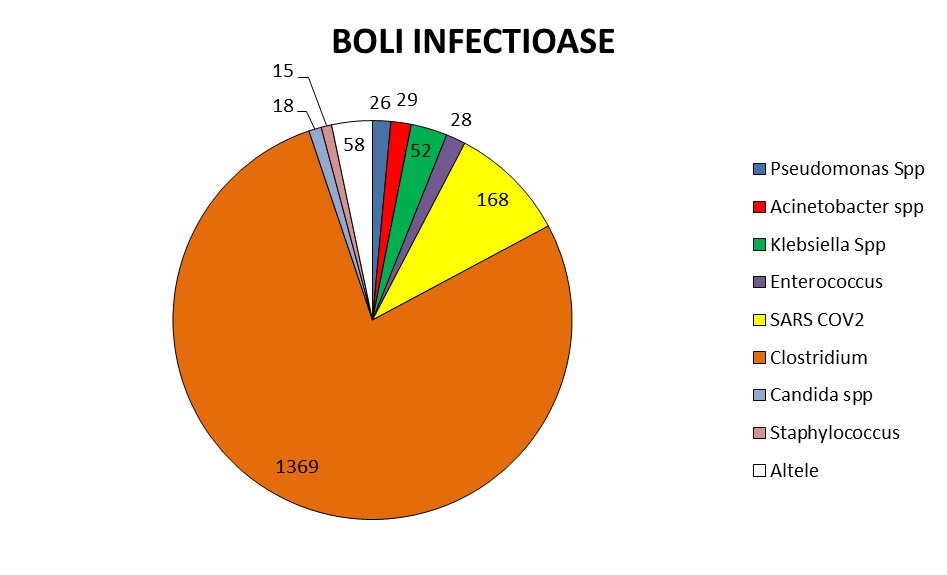 BOLI INFECTIOASE
15
18
58
26
29
52
28
168
1369
Pseudomonas Spp
Acinetobacter spp
Klebsiella Spp
Enterococcus
SARS COV2
Clostridium
Candida spp
Staphylococcus
Altele